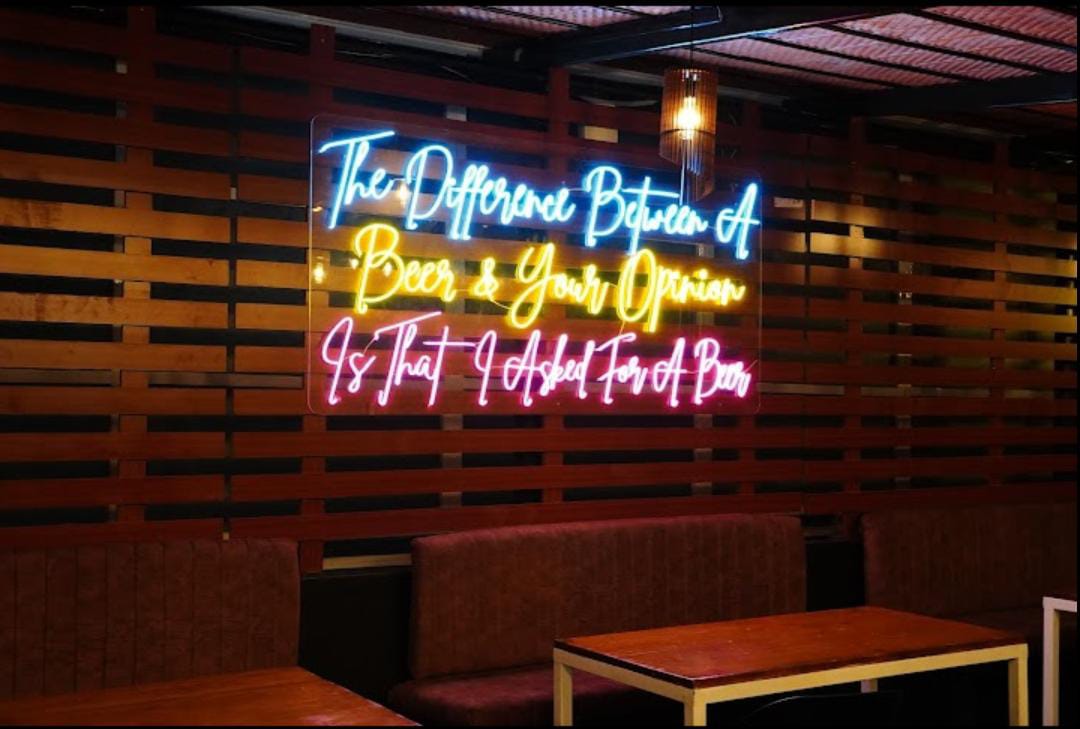 The Difference Between A
Beer & Your Opinion
Is That I Asked For A Beer